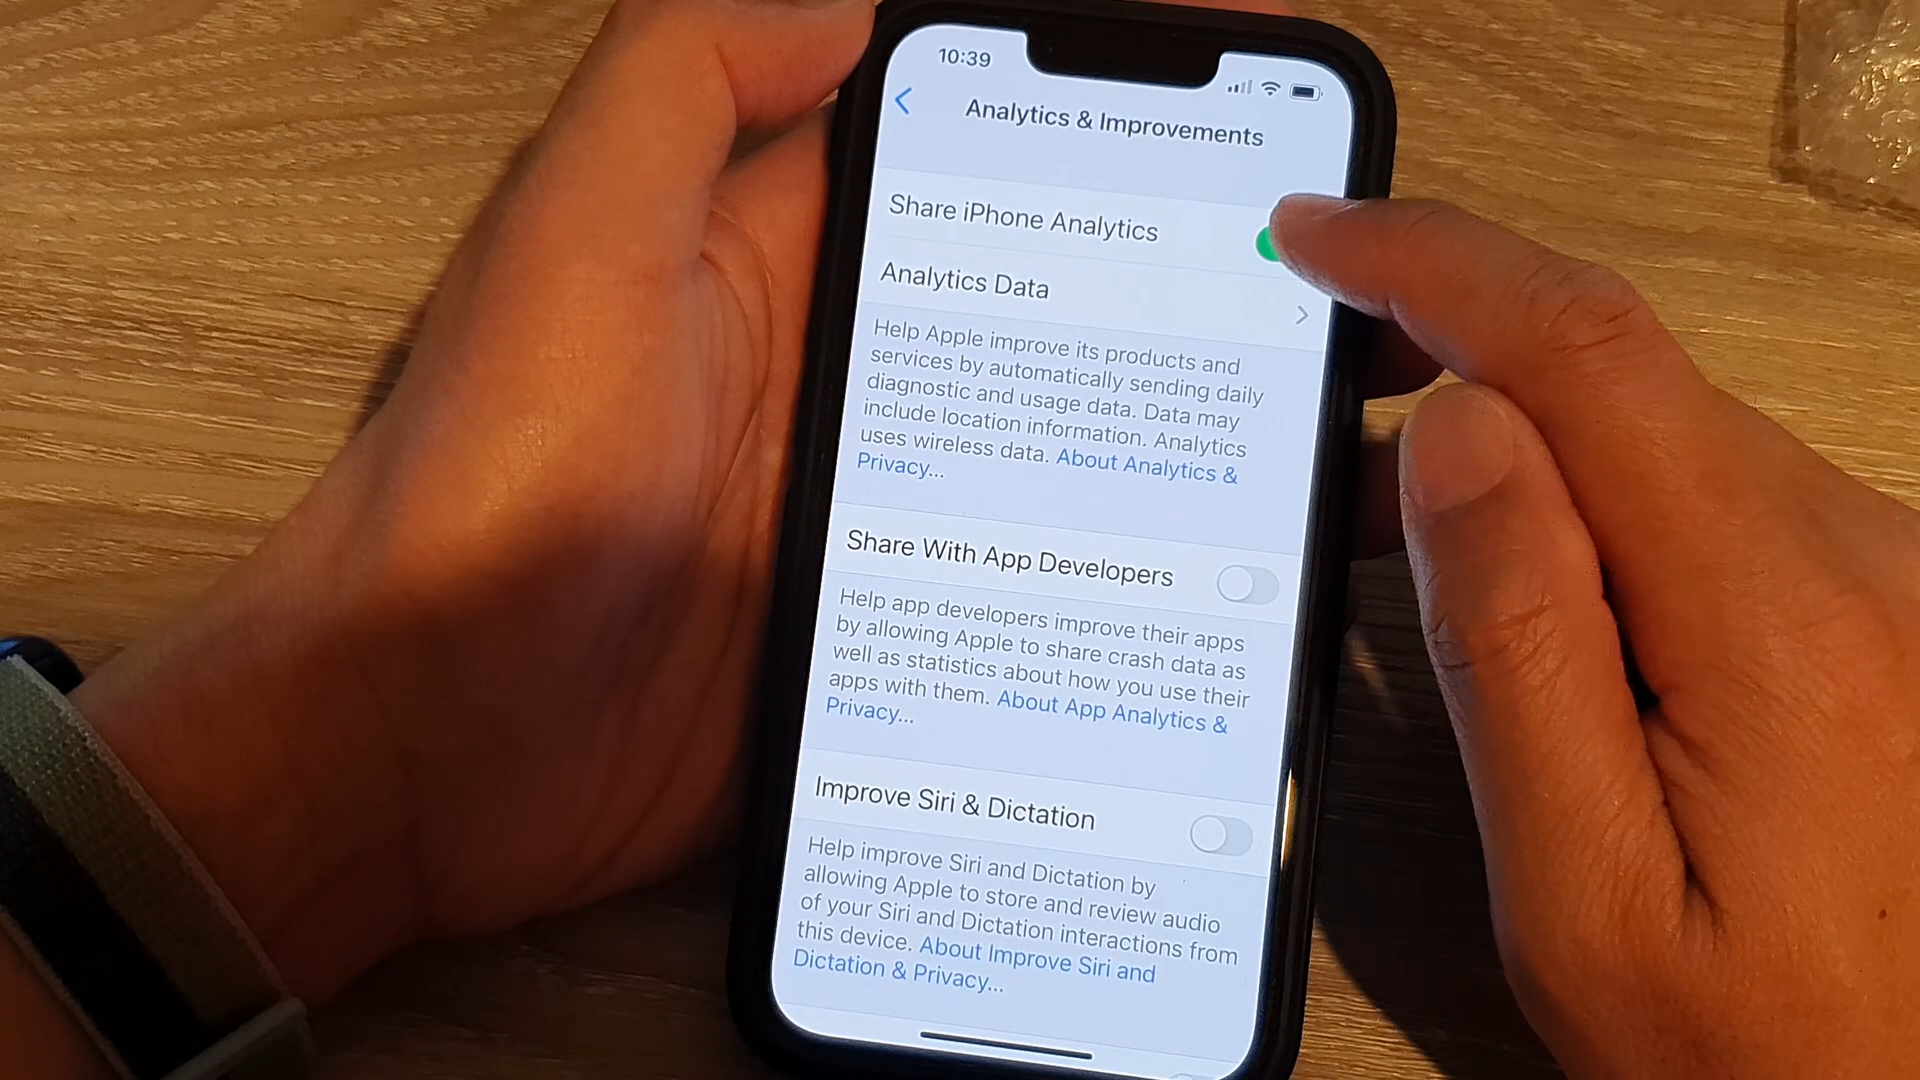 10:39
Analytics & Improvements
Share iPhone Analytics
Analytics Data
Help Apple improve its products and
services by automatically sending daily
diagnostic and usage data. Data may
include location information. Analytics
uses wireless data. About Analytics &
Privacy...
Share With App Developers
Help app developers improve their apps
by allowing Apple to share crash data as
well as statistics about how you use their
apps with them. About App Analytics &
Privacy...
Improve Siri & Dictation
Help improve Siri and Dictation by
allowing Apple to store and review audio
of your Siri and Dictation interactions from
this device. About Improve Siri and
Dictation & Privacy...